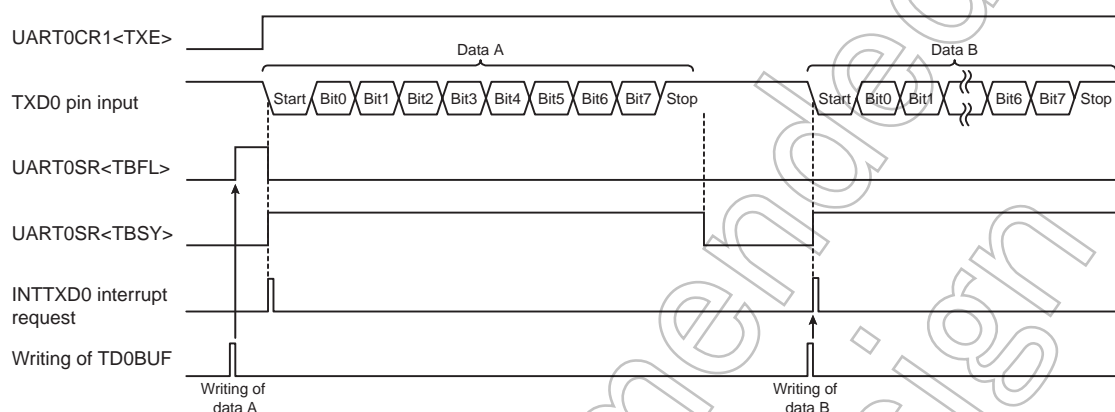 UART0CR1<TXE>
Data A
Data B
TXD0 pin input
Start Bit0 Bit1 Bit2 Bit3 Bit4 Bit5 Bit6 Bit7 Stop
Start Bit0 Bit1 Bit6 Bit7 Stop
UART0SR<TBFL>
UART0SR<TBSY>
INTTXD0 interrupt
request
Writing of TD0BUF
Writing of
data A
Writing of
data B